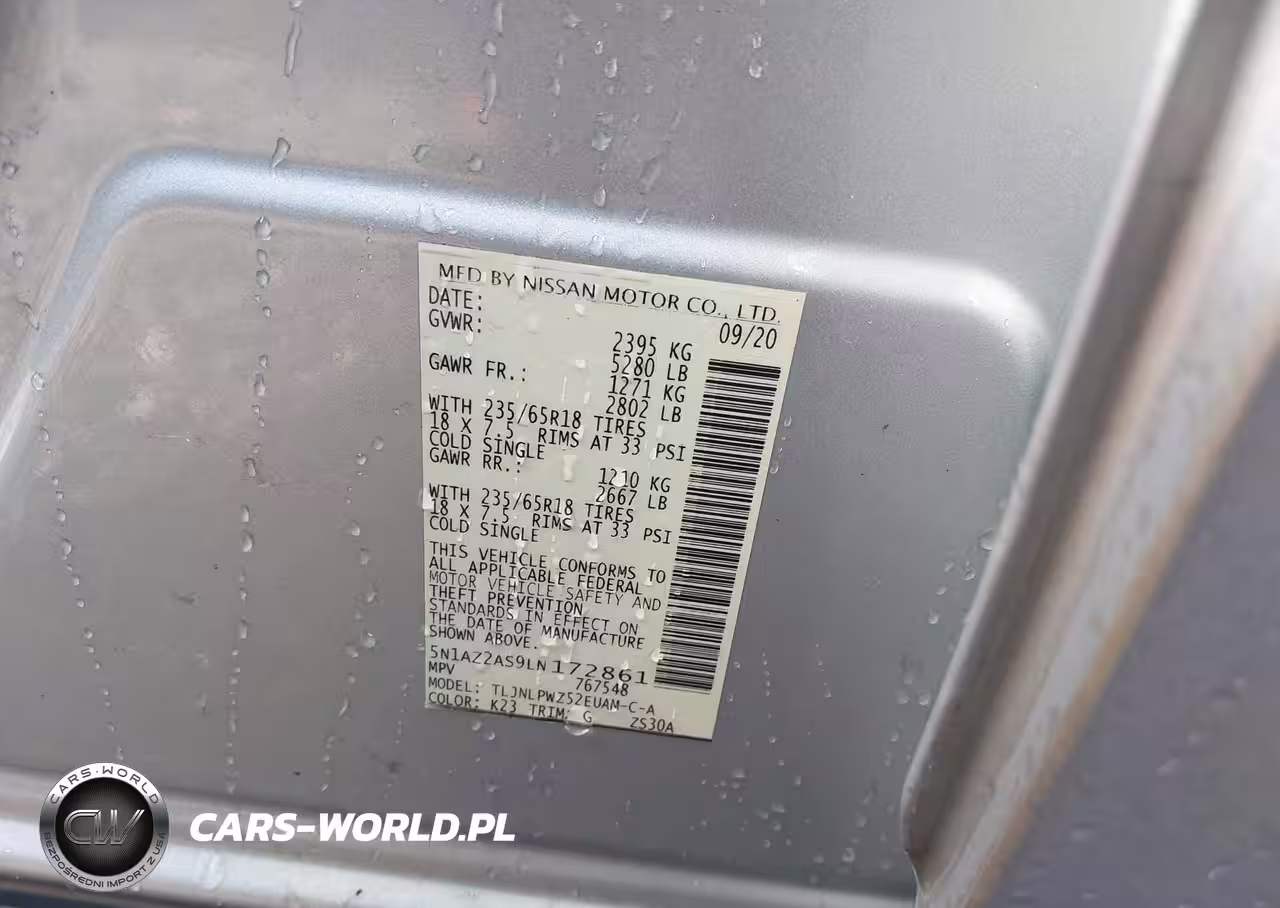 MFD BY NISSAN MOTOR CO., LTD.
DATE: 09/20
GVWR: 2395 KG
5280 LB
GAWR FR.: 1271 KG
2802 LB
WITH 235/65R18 TIRES
18 X 7.5 RIMS AT 33 PSI
COLD SINGLE
GAWR RR.: 1210 KG
2667 LB
WITH 235/65R18 TIRES
18 X 7.5 RIMS AT 33 PSI
COLD SINGLE
THIS VEHICLE CONFORMS TO
ALL APPLICABLE FEDERAL
MOTOR VEHICLE SAFETY AND
THEFT PREVENTION
STANDARDS IN EFFECT ON
THE DATE OF MANUFACTURE
SHOWN ABOVE.
5N1AZ2AS9LN172861
MPV 767548
MODEL: TLJNLPWZ52EUAM-C-A
COLOR: K23 TRIM: G ZS30A
CARS-WORLD
CW
BEZPOŚREDNI IMPORT Z USA
CARS-WORLD.PL